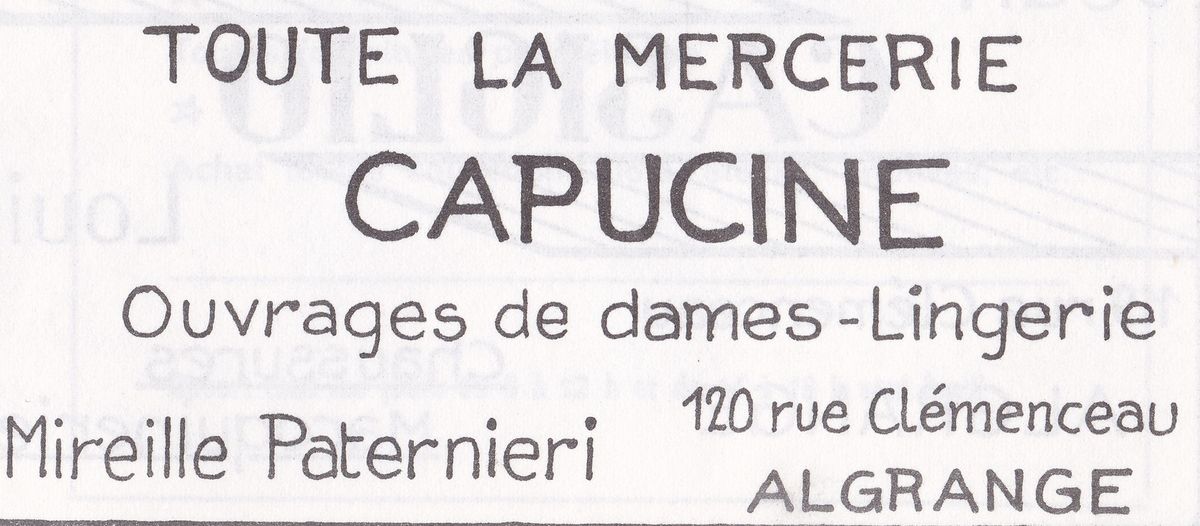 TOUTE LA MERCERIE
CAPUCINE
Ouvrages de dames-Lingerie
Mireille Paternieri
120 rue Clémenceau
ALGRANGE